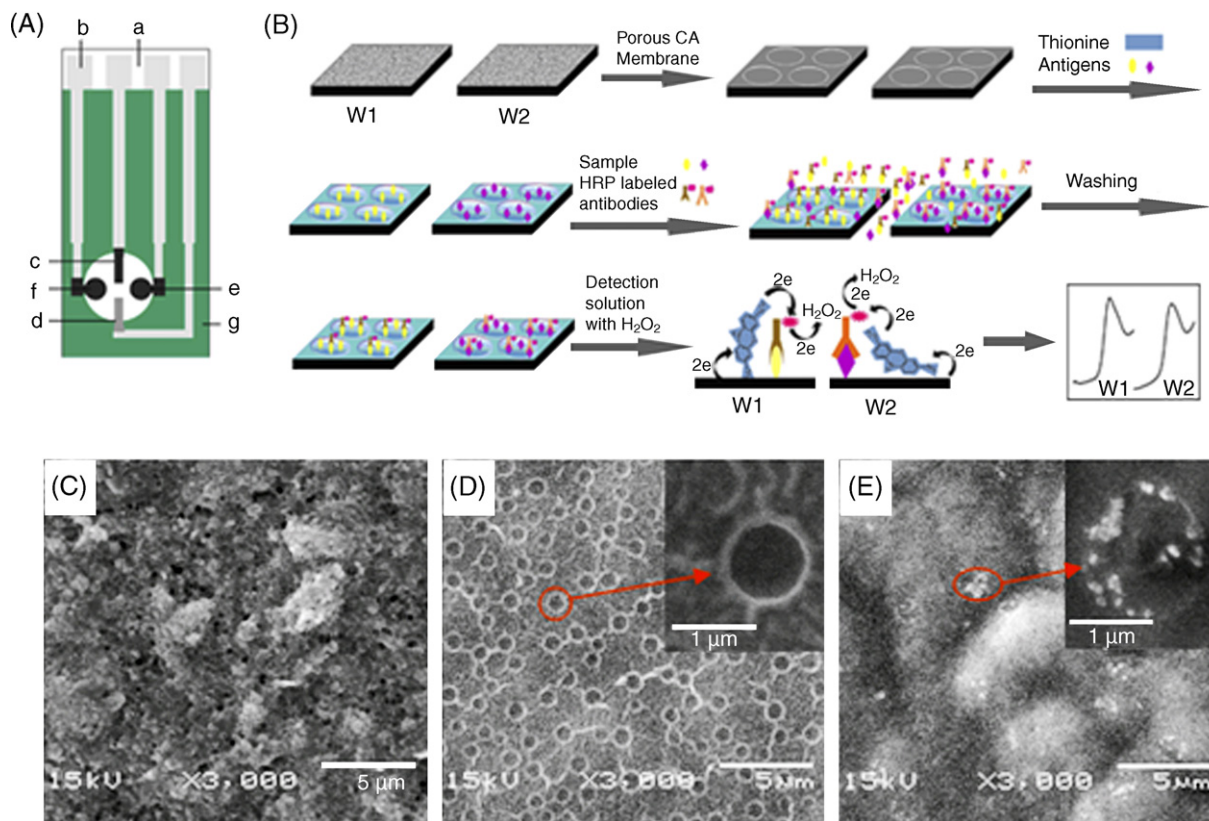 (A)
b
a
c
f
e
d
g
(B)
W1
W2
Porous CA
Membrane
Thionine
Antigens
Sample
HRP labeled
antibodies
Washing
Detection
solution
with H₂O₂
2e
2e
H₂O₂
2e
W1
H₂O₂
2e
2e
2e
W2
W1
W2
(C)
15kV
X3,000
5 μm
(D)
1 μm
15kV
X3,000
5μm
(E)
1 μm
15kV
X3,000
5μm